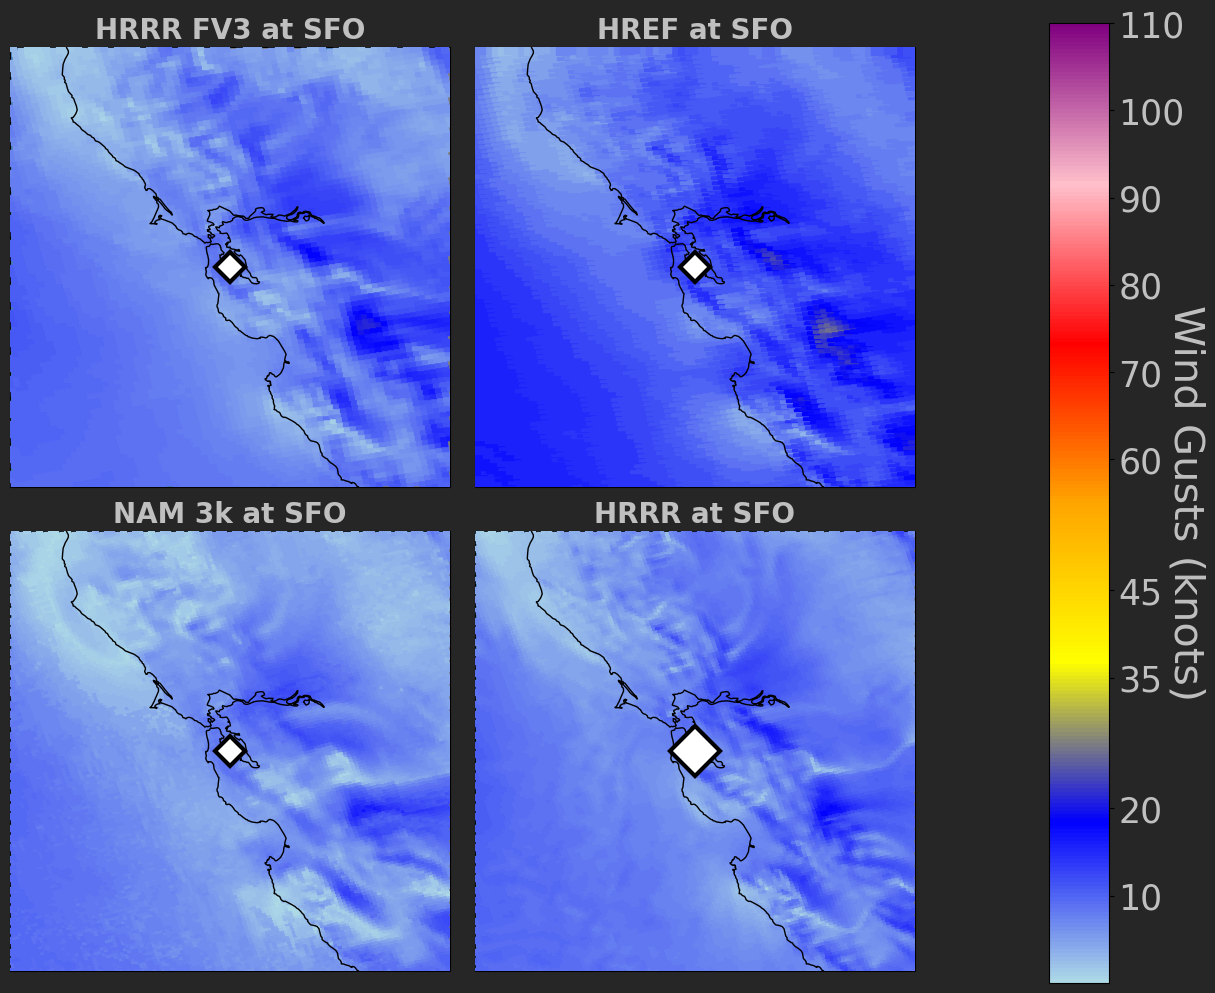 HRRR FV3 at SFO
HREF at SFO
NAM 3k at SFO
HRRR at SFO
110
100
90
80
70
60
45
35
20
10
Wind Gusts (knots)